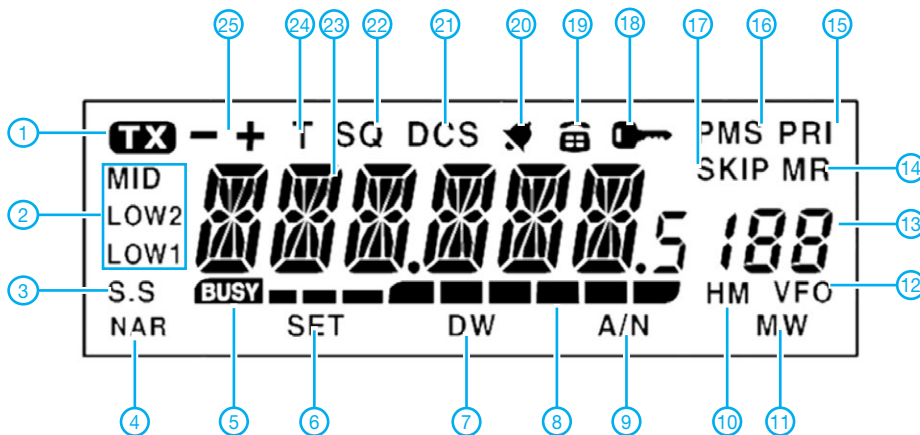 25 24 23 22 21 20 19 18 17 16 15
1 TX − + T SQ DCS PMS PRI
MID SKIP MR 14
2 LOW2 188 13
LOW1 .5
3 S.S BUSY HM VFO 12
NAR SET DW A/N MW
4 5 6 7 8 9 10 11